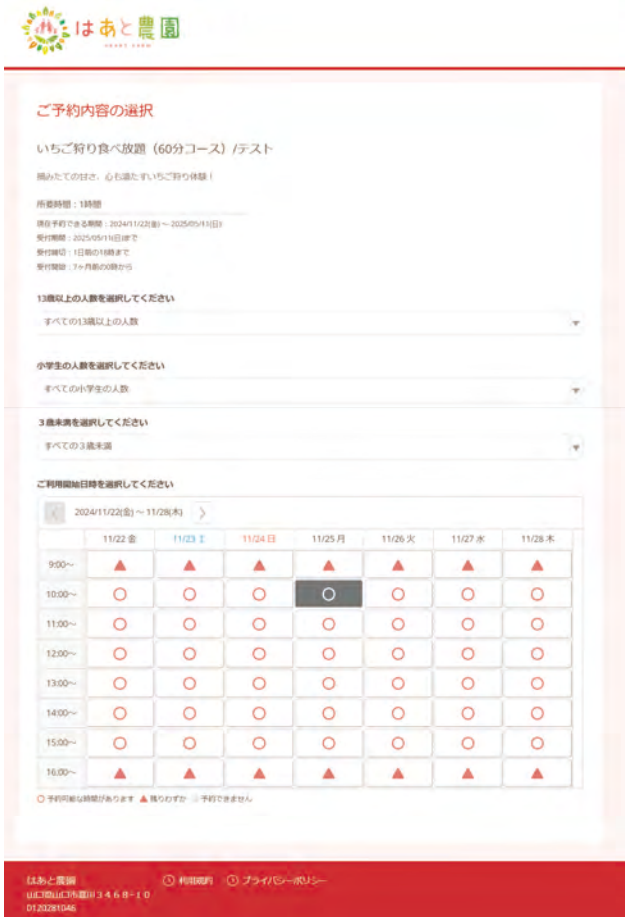 はあと農園
HEART FARM
ご予約内容の選択
いちご狩り食べ放題（60分コース）/テスト
摘みたての甘さ、心も満たすいちご狩り体験！
所要時間：1時間
現在予約できる期間：2024/11/22(金)～2025/05/11(日)
受付期間：2025/05/11(日)まで
受付締切：1日前の18時まで
受付開始：7ヶ月前の0時から
13歳以上の人数を選択してください
すべての13歳以上の人数
小学生の人数を選択してください
すべての小学生の人数
３歳未満を選択してください
すべての３歳未満
ご利用開始日時を選択してください
2024/11/22(金)～11/28(木)
11/22 金 11/23 土 11/24 日 11/25 月 11/26 火 11/27 水 11/28 木
9:00～ ▲ ▲ ▲ ▲ ▲ ▲ ▲
10:00～ ○ ○ ○ ○ ○ ○ ○
11:00～ ○ ○ ○ ○ ○ ○ ○
12:00～ ○ ○ ○ ○ ○ ○ ○
13:00～ ○ ○ ○ ○ ○ ○ ○
14:00～ ○ ○ ○ ○ ○ ○ ○
15:00～ ○ ○ ○ ○ ○ ○ ○
16:00～ ▲ ▲ ▲ ▲ ▲ ▲ ▲
○ 予約可能な時間があります ▲ 残りわずか 予約できません
はあと農園 利用規約 プライバシーポリシー
３４６８−１０
0120281046